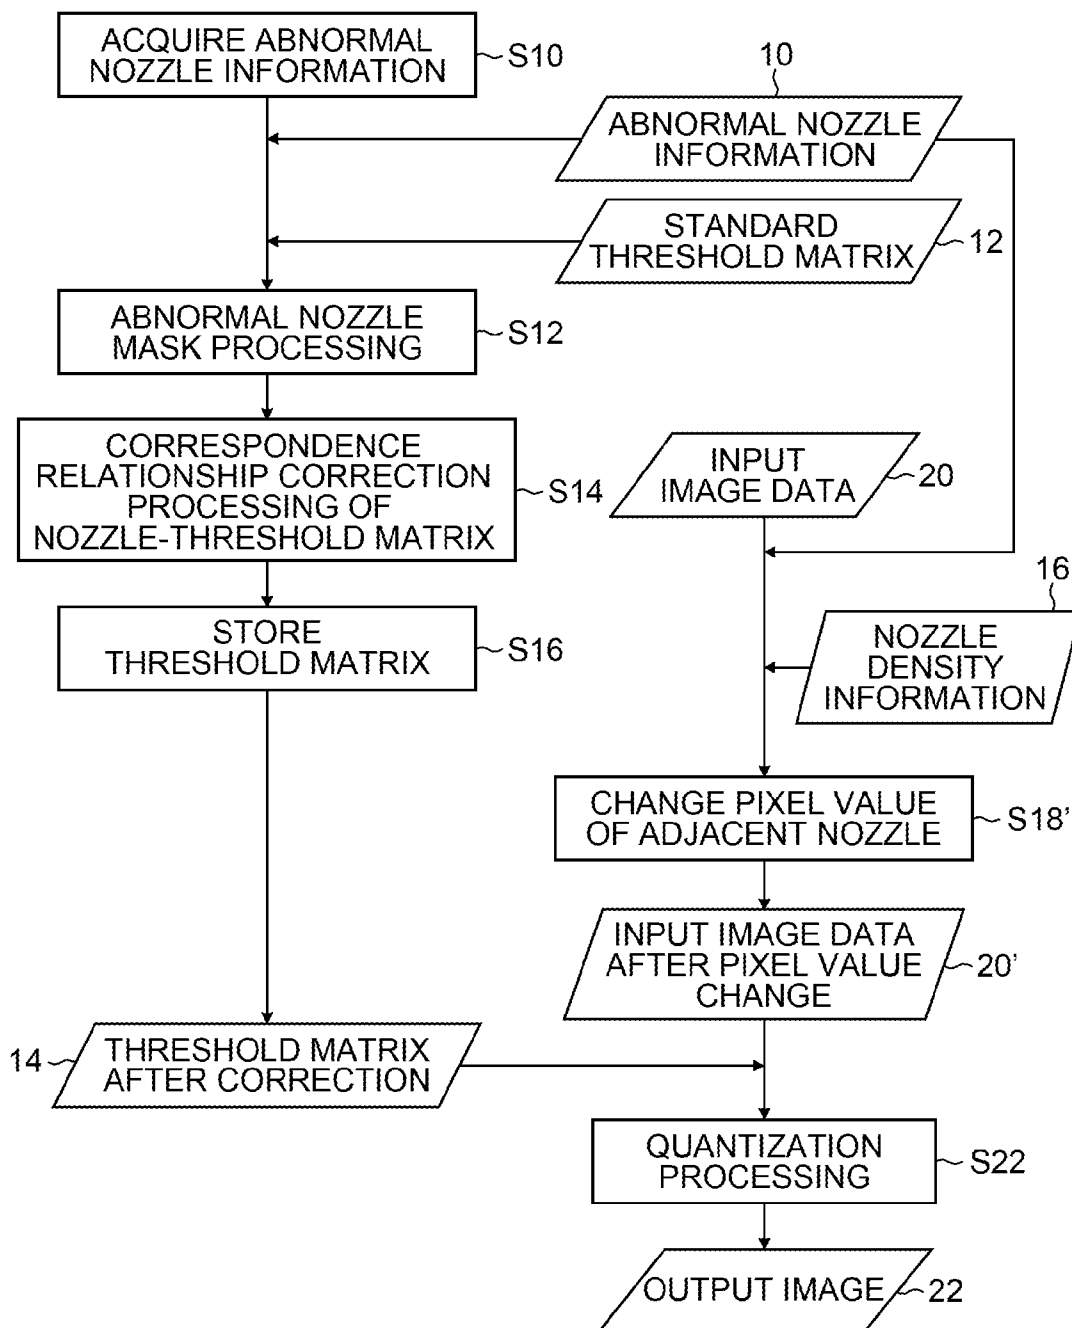 ACQUIRE ABNORMAL
NOZZLE INFORMATION
S10
10
ABNORMAL NOZZLE
INFORMATION
STANDARD
THRESHOLD MATRIX
12
ABNORMAL NOZZLE
MASK PROCESSING
S12
CORRESPONDENCE
RELATIONSHIP CORRECTION
PROCESSING OF
NOZZLE-THRESHOLD MATRIX
S14
INPUT
IMAGE DATA
20
STORE
THRESHOLD MATRIX
S16
16
NOZZLE
DENSITY
INFORMATION
CHANGE PIXEL VALUE
OF ADJACENT NOZZLE
S18'
INPUT IMAGE DATA
AFTER PIXEL VALUE
CHANGE
20'
14
THRESHOLD MATRIX
AFTER CORRECTION
QUANTIZATION
PROCESSING
S22
OUTPUT IMAGE
22